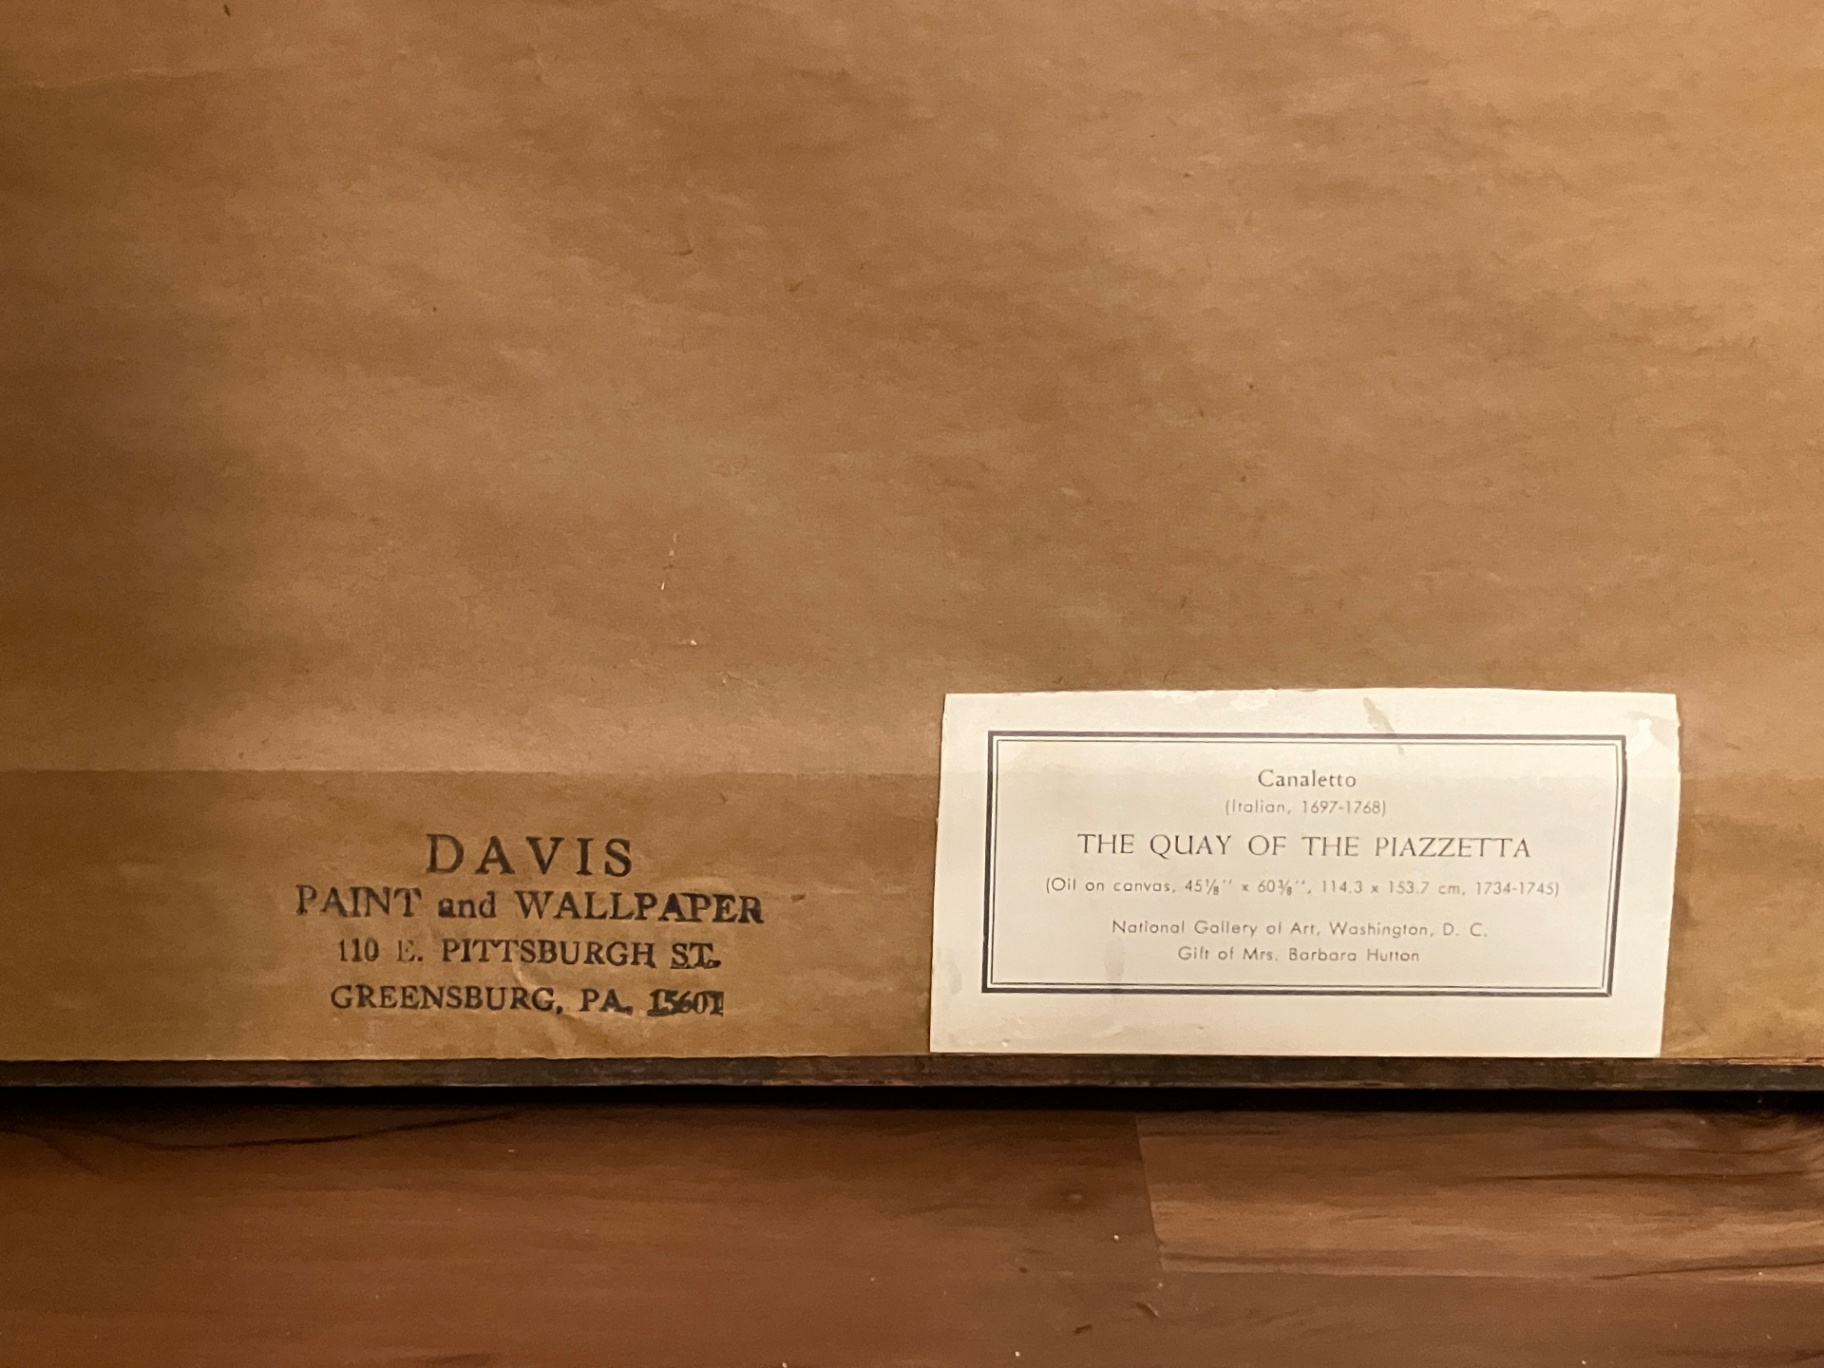 DAVIS
PAINT and WALLPAPER
110 E. PITTSBURGH ST.
GREENSBURG, PA. 15601
Canaletto
(Italian, 1697-1768)
THE QUAY OF THE PIAZZETTA
(Oil on canvas, 45⅛'' x 60⅜'', 114.3 x 153.7 cm, 1734-1745)
National Gallery of Art, Washington, D. C.
Gift of Mrs. Barbara Hutton